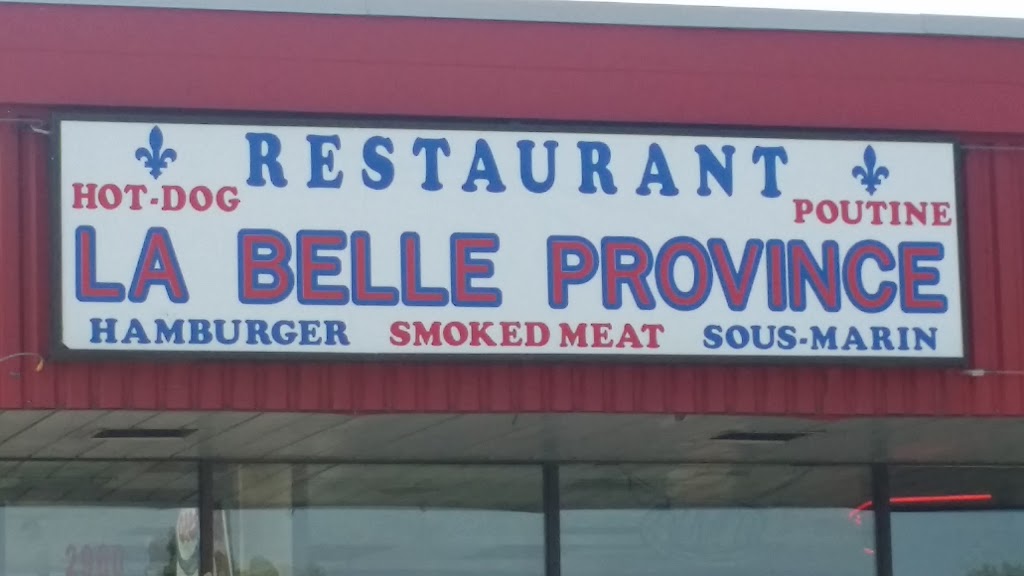 RESTAURANT
HOT-DOG POUTINE
LA BELLE PROVINCE
HAMBURGER SMOKED MEAT SOUS-MARIN